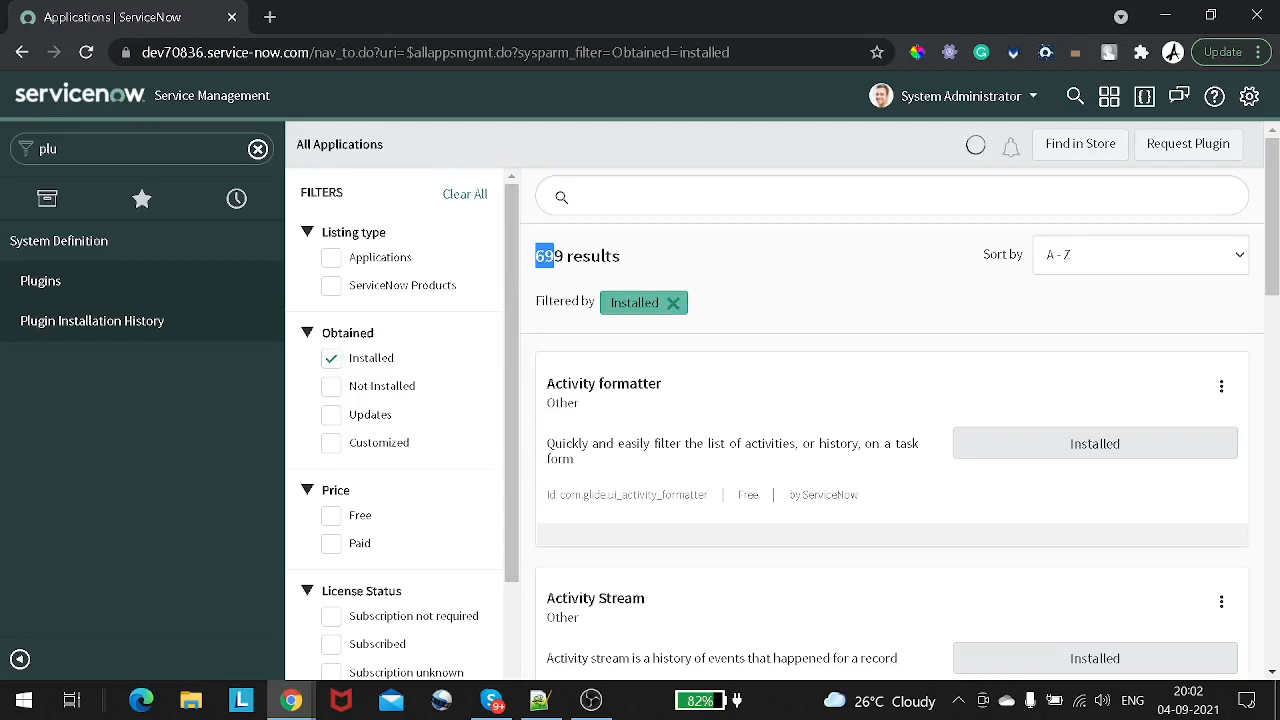 Applications | ServiceNow
dev70836.service-now.com/nav_to.do?uri=$allappsmgmt.do?sysparm_filter=Obtained=installed
Update
servicenow. Service Management
System Administrator
plu
System Definition
Plugins
Plugin Installation History
All Applications
Find in Store
Request Plugin
FILTERS
Clear All
Listing type
Applications
ServiceNow Products
Obtained
Installed
Not Installed
Updates
Customized
Price
Free
Paid
License Status
Subscription not required
Subscribed
Subscription unknown
699 results
Sort by
A - Z
Filtered by
Installed
Activity formatter
Other
Quickly and easily filter the list of activities, or history, on a task
form
Installed
Id: com.glide.ui_activity_formatter | Free | by ServiceNow
Activity Stream
Other
Activity stream is a history of events that happened for a record
Installed
L
9+
82%
26°C Cloudy
ENG
20:02
04-09-2021